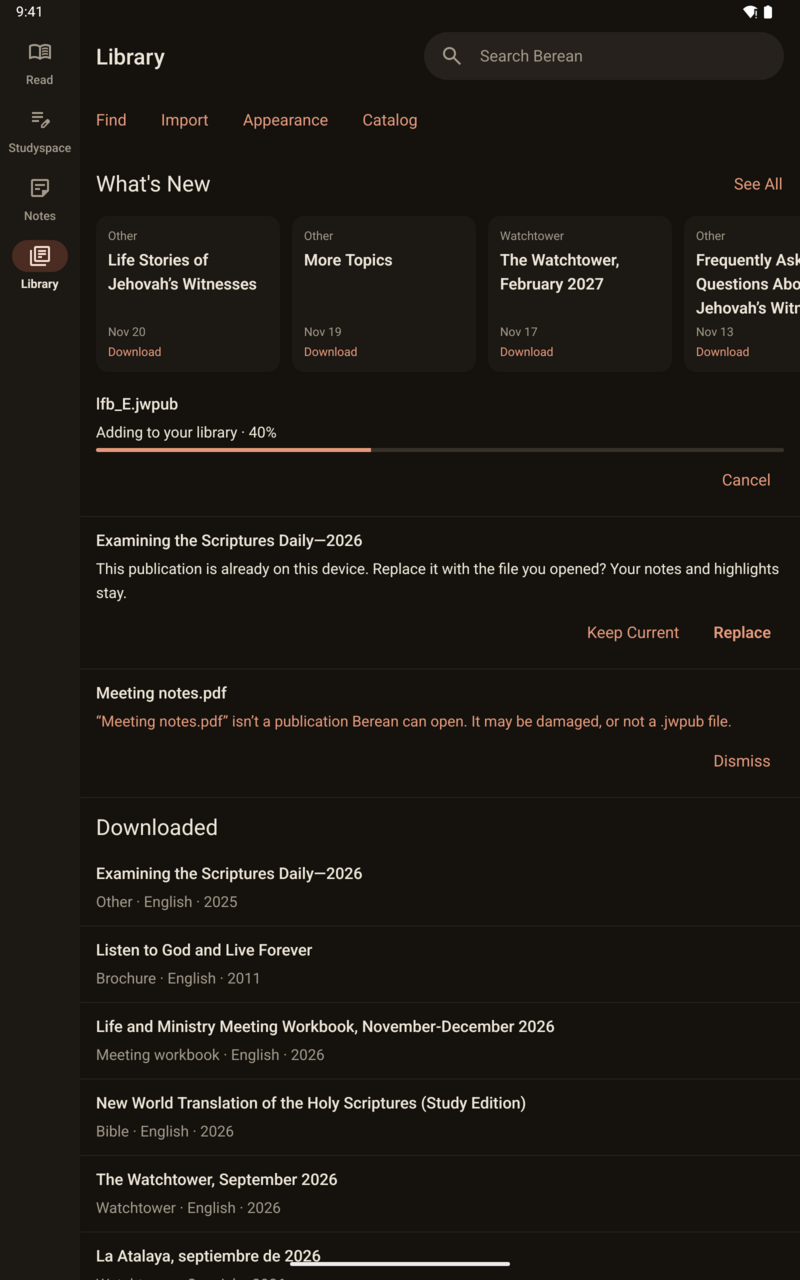 9:41
Library
Search Berean
Read
Studyspace
Notes
Library
Find
Import
Appearance
Catalog
What's New
See All
Other
Life Stories of
Jehovah’s Witnesses
Nov 20
Download
Other
More Topics
Nov 19
Download
Watchtower
The Watchtower,
February 2027
Nov 17
Download
Other
Frequently Ask
Questions Abo
Jehovah’s Witn
Nov 13
Download
lfb_E.jwpub
Adding to your library · 40%
Cancel
Examining the Scriptures Daily—2026
This publication is already on this device. Replace it with the file you opened? Your notes and highlights
stay.
Keep Current
Replace
Meeting notes.pdf
“Meeting notes.pdf” isn’t a publication Berean can open. It may be damaged, or not a .jwpub file.
Dismiss
Downloaded
Examining the Scriptures Daily—2026
Other · English · 2025
Listen to God and Live Forever
Brochure · English · 2011
Life and Ministry Meeting Workbook, November-December 2026
Meeting workbook · English · 2026
New World Translation of the Holy Scriptures (Study Edition)
Bible · English · 2026
The Watchtower, September 2026
Watchtower · English · 2026
La Atalaya, septiembre de 2026